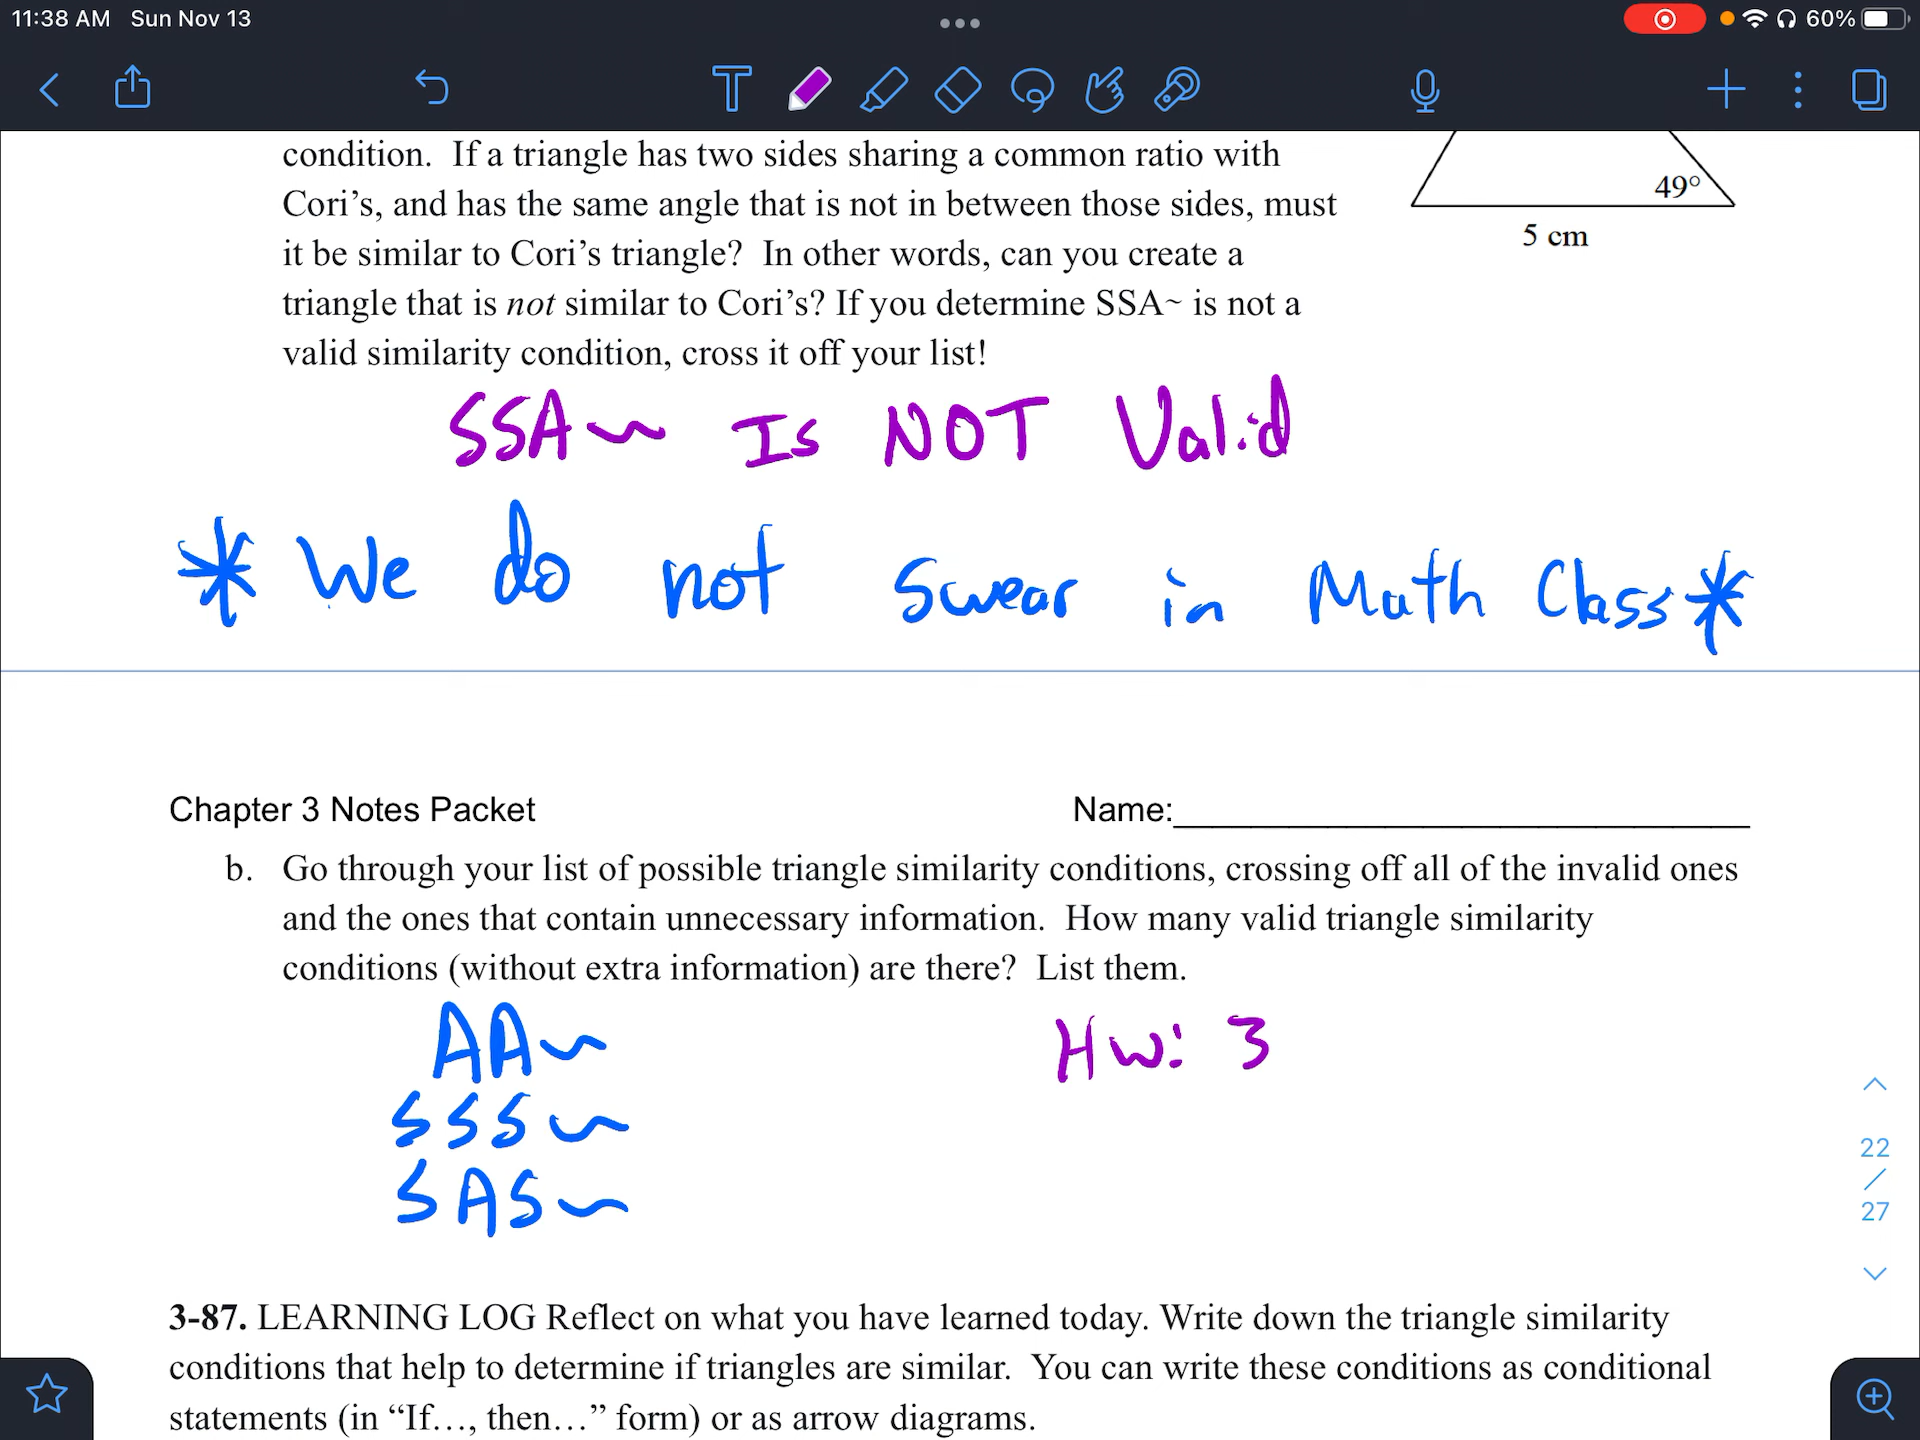 11:38 AM Sun Nov 13
60%
T
condition. If a triangle has two sides sharing a common ratio with
Cori’s, and has the same angle that is not in between those sides, must
it be similar to Cori’s triangle? In other words, can you create a
triangle that is not similar to Cori’s? If you determine SSA~ is not a
valid similarity condition, cross it off your list!
49°
5 cm
SSA~ Is NOT Valid
* We do not Swear in Math Class *
Chapter 3 Notes Packet Name:______________________________
b. Go through your list of possible triangle similarity conditions, crossing off all of the invalid ones
and the ones that contain unnecessary information. How many valid triangle similarity
conditions (without extra information) are there? List them.
AA~
HW: 3
SSS~
SAS~
22
/
27
3-87. LEARNING LOG Reflect on what you have learned today. Write down the triangle similarity
conditions that help to determine if triangles are similar. You can write these conditions as conditional
statements (in “If…, then…” form) or as arrow diagrams.